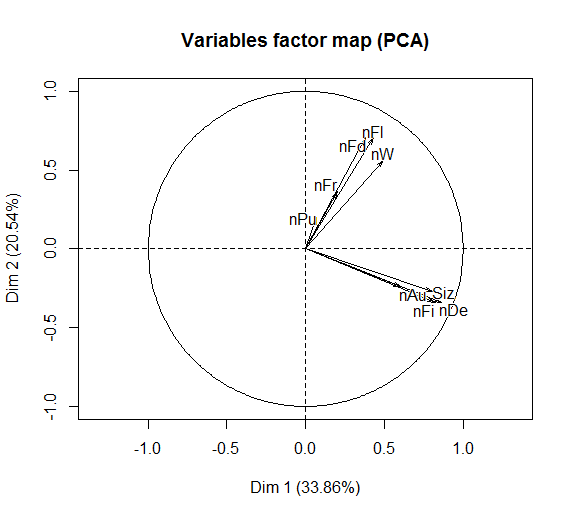 Variables factor map (PCA)
1.0
0.5
0.0
-0.5
-1.0
Dim 2 (20.54%)
nFl
nFd
nW
nFr
nPu
nAu
Siz
nFi
nDe
-1.0
-0.5
0.0
0.5
1.0
Dim 1 (33.86%)